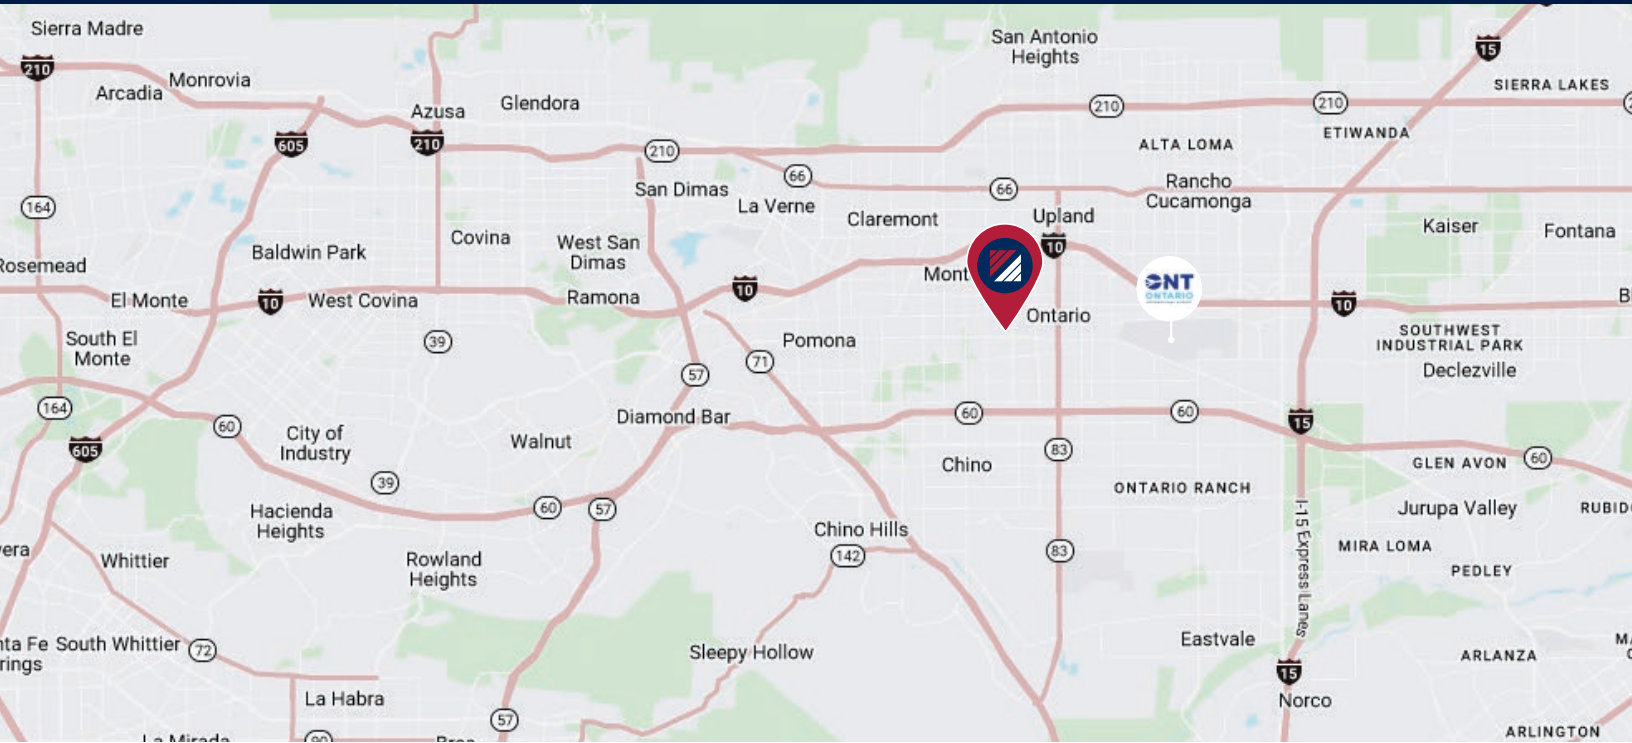 Sierra Madre
San Antonio
Heights
15
210
Monrovia
SIERRA LAKES
Arcadia
Azusa
Glendora
210
210
ETIWANDA
605
210
210
ALTA LOMA
66
66
San Dimas
Rancho
Cucamonga
La Verne
164
Claremont
Upland
Kaiser
Fontana
Covina
West San
Dimas
Baldwin Park
10
Rosemead
Mont
ONT
ONTARIO
10
El Monte
10
West Covina
Ramona
10
Ontario
South El
Monte
39
Pomona
SOUTHWEST
INDUSTRIAL PARK
71
57
Declezville
164
60
Diamond Bar
60
60
15
605
City of
Industry
Walnut
83
Chino
GLEN AVON
60
39
ONTARIO RANCH
60
57
Jurupa Valley
Hacienda
Heights
Chino Hills
142
83
I-15 Express Lanes
MIRA LOMA
Whittier
Rowland
Heights
PEDLEY
South Whittier
72
Sleepy Hollow
Eastvale
ARLANZA
15
La Habra
Norco
57
90
La Mirada
ARLINGTON